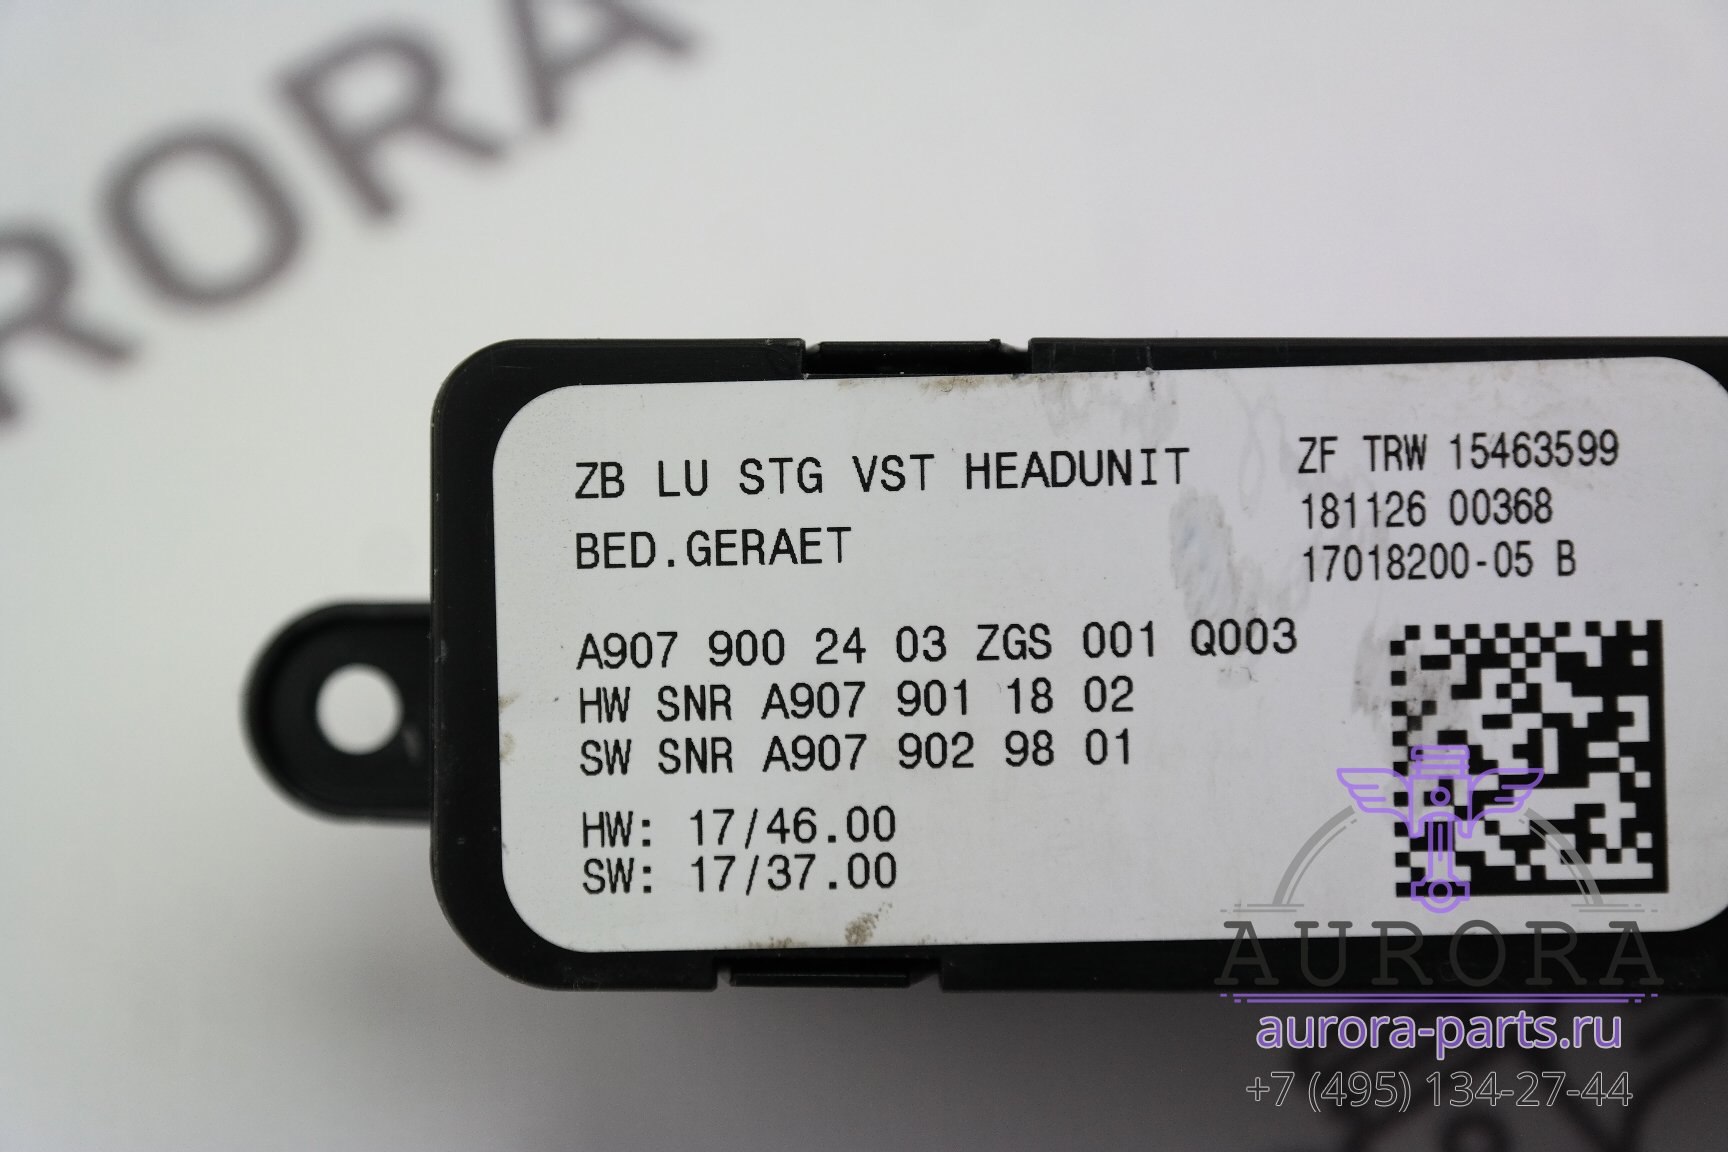 RORA
ZB LU STG VST HEADUNIT
BED.GERAET
ZF TRW 15463599
181126 00368
17018200-05 B
A907 900 24 03 ZGS 001 Q003
HW SNR A907 901 18 02
SW SNR A907 902 98 01
HW: 17/46.00
SW: 17/37.00
AURORA
aurora-parts.ru
+7 (495) 134-27-44